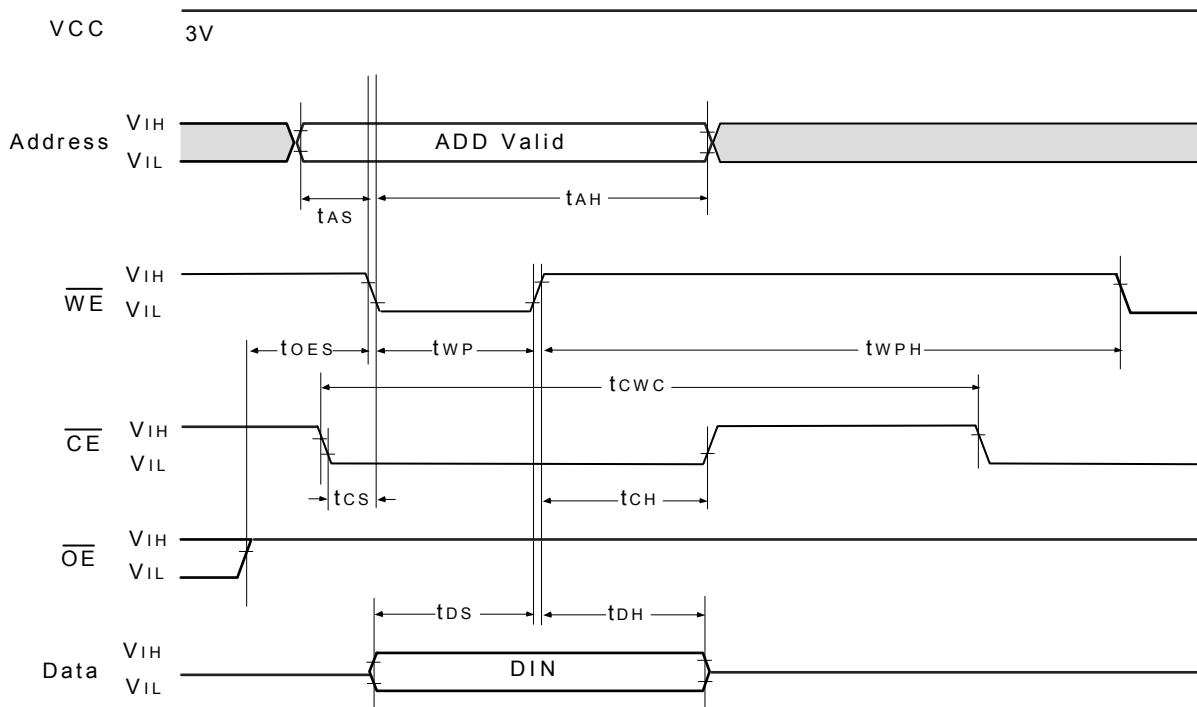 VCC 3V
Address VIH ADD Valid
VIL
tAS tAH
WE VIH
VIL
tOES tWP tWPH
tCWC
CE VIH
VIL
tCS tCH
OE VIH
VIL
tDS tDH
Data VIH DIN
VIL